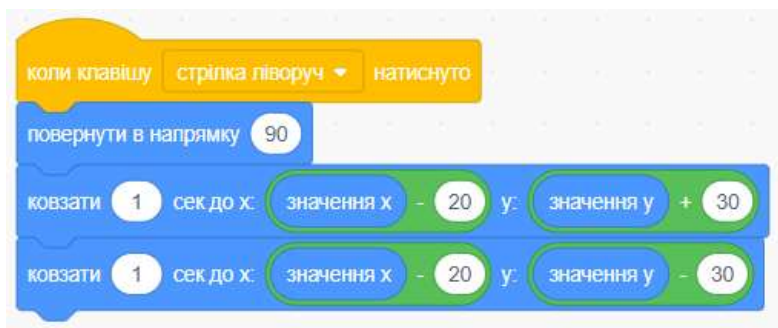 коли клавішу стрілка ліворуч натиснуто
повернути в напрямку 90
ковзати 1 сек до x: значення x - 20 y: значення y + 30
ковзати 1 сек до x: значення x - 20 y: значення y - 30